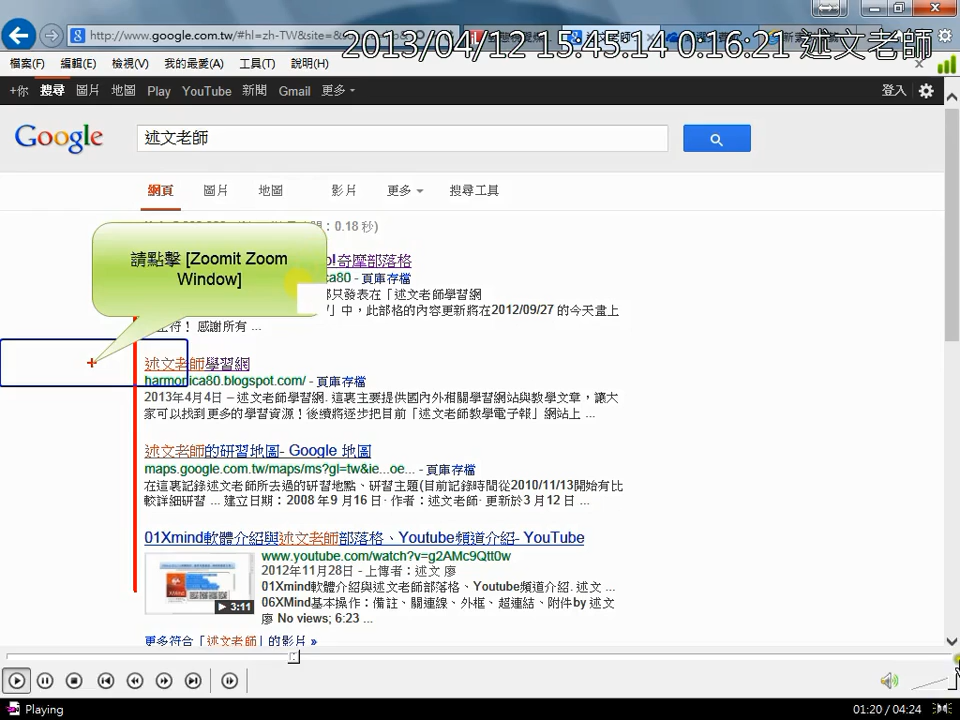 http://www.google.com.tw/#hl=zh-TW&site=&
2013/04/12 15.45.14 0:16:21 述文老師
檔案(F) 編輯(E) 檢視(V) 我的最愛(A) 工具(T) 說明(H)
+你 搜尋 圖片 地圖 Play YouTube 新聞 Gmail 更多 登入
Google 述文老師
網頁 圖片 地圖 影片 更多 搜尋工具
0.18 秒)
請點擊 [Zoomit Zoom
Window]
o!奇摩部落格
ca80 - 頁庫存檔
只發表在「述文老師學習網
」中，此部格的內容更新將在2012/09/27 的今天畫上
符！ 感謝所有 ...
述文老師學習網
harmonica80.blogspot.com/ - 頁庫存檔
2013年4月4日 – 述文老師學習網. 這裏主要提供國內外相關學習網站與教學文章，讓大
家可以找到更多的學習資源！後續將逐步把目前「述文老師教學電子報」網站上 ...
述文老師的研習地圖- Google 地圖
maps.google.com.tw/maps/ms?gl=tw&ie...oe... - 頁庫存檔
在這裏記錄述文老師所去過的研習地點、研習主題(目前記錄時間從2010/11/13開始有比
較詳細研習 ... 建立日期：2008 年9 月16 日· 作者：述文老師· 更新於3 月12 日 ...
01Xmind軟體介紹與述文老師部落格、Youtube頻道介紹- YouTube
www.youtube.com/watch?v=g2AMc9Qtt0w
2012年11月28日 - 上傳者：述文 廖
01Xmind軟體介紹與述文老師部落格、Youtube頻道介紹. 述文 ...
06XMind基本操作：備註、關連線、外框、超連結、附件by 述文
廖 No views; 6:23 ...
3:11
更多符合「述文老師」的影片 »
Playing 01:20 / 04:24